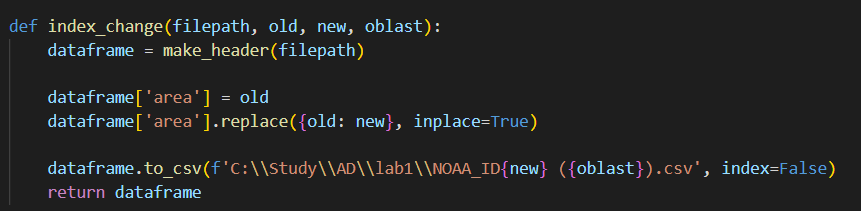 def index_change(filepath, old, new, oblast):
    dataframe = make_header(filepath)
    dataframe['area'] = old
    dataframe['area'].replace({old: new}, inplace=True)
    dataframe.to_csv(f'C:\\Study\\AD\\lab1\\NOAA_ID{new} ({oblast}).csv', index=False)
    return dataframe